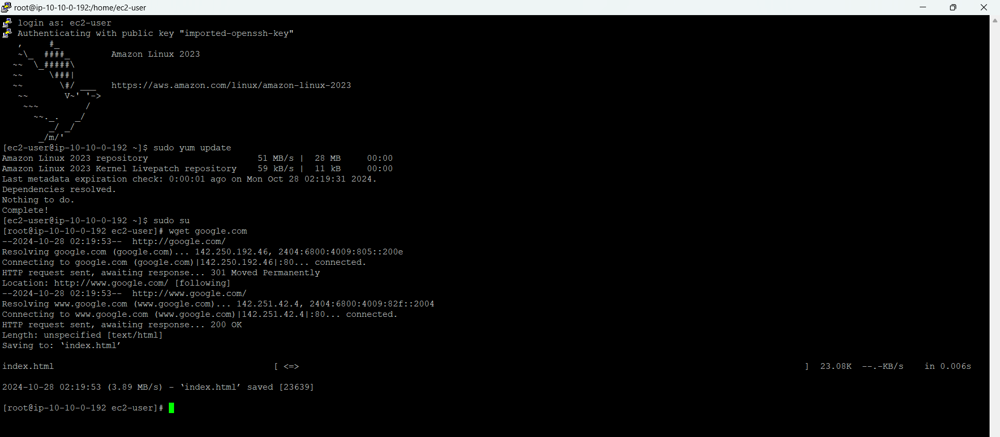 root@ip-10-10-0-192:/home/ec2-user
login as: ec2-user
Authenticating with public key "imported-openssh-key"
   ,     #_
   ~\_  ####_        Amazon Linux 2023
  ~~  \_#####\
  ~~     \###|
  ~~       \#/ ___   https://aws.amazon.com/linux/amazon-linux-2023
   ~~       V~' '->
    ~~~         /
      ~~._.   _/
         _/ _/
       _/m/'
[ec2-user@ip-10-10-0-192 ~]$ sudo yum update
Amazon Linux 2023 repository                     51 MB/s |  28 MB     00:00
Amazon Linux 2023 Kernel Livepatch repository    59 kB/s |  11 kB     00:00
Last metadata expiration check: 0:00:01 ago on Mon Oct 28 02:19:31 2024.
Dependencies resolved.
Nothing to do.
Complete!
[ec2-user@ip-10-10-0-192 ~]$ sudo su
[root@ip-10-10-0-192 ec2-user]# wget google.com
--2024-10-28 02:19:53--  http://google.com/
Resolving google.com (google.com)... 142.250.192.46, 2404:6800:4009:805::200e
Connecting to google.com (google.com)|142.250.192.46|:80... connected.
HTTP request sent, awaiting response... 301 Moved Permanently
Location: http://www.google.com/ [following]
--2024-10-28 02:19:53--  http://www.google.com/
Resolving www.google.com (www.google.com)... 142.251.42.4, 2404:6800:4009:82f::2004
Connecting to www.google.com (www.google.com)|142.251.42.4|:80... connected.
HTTP request sent, awaiting response... 200 OK
Length: unspecified [text/html]
Saving to: ‘index.html’
index.html                                          [ <=>                                                                                                 ]  23.08K  --.-KB/s    in 0.006s
2024-10-28 02:19:53 (3.89 MB/s) - ‘index.html’ saved [23639]
[root@ip-10-10-0-192 ec2-user]#